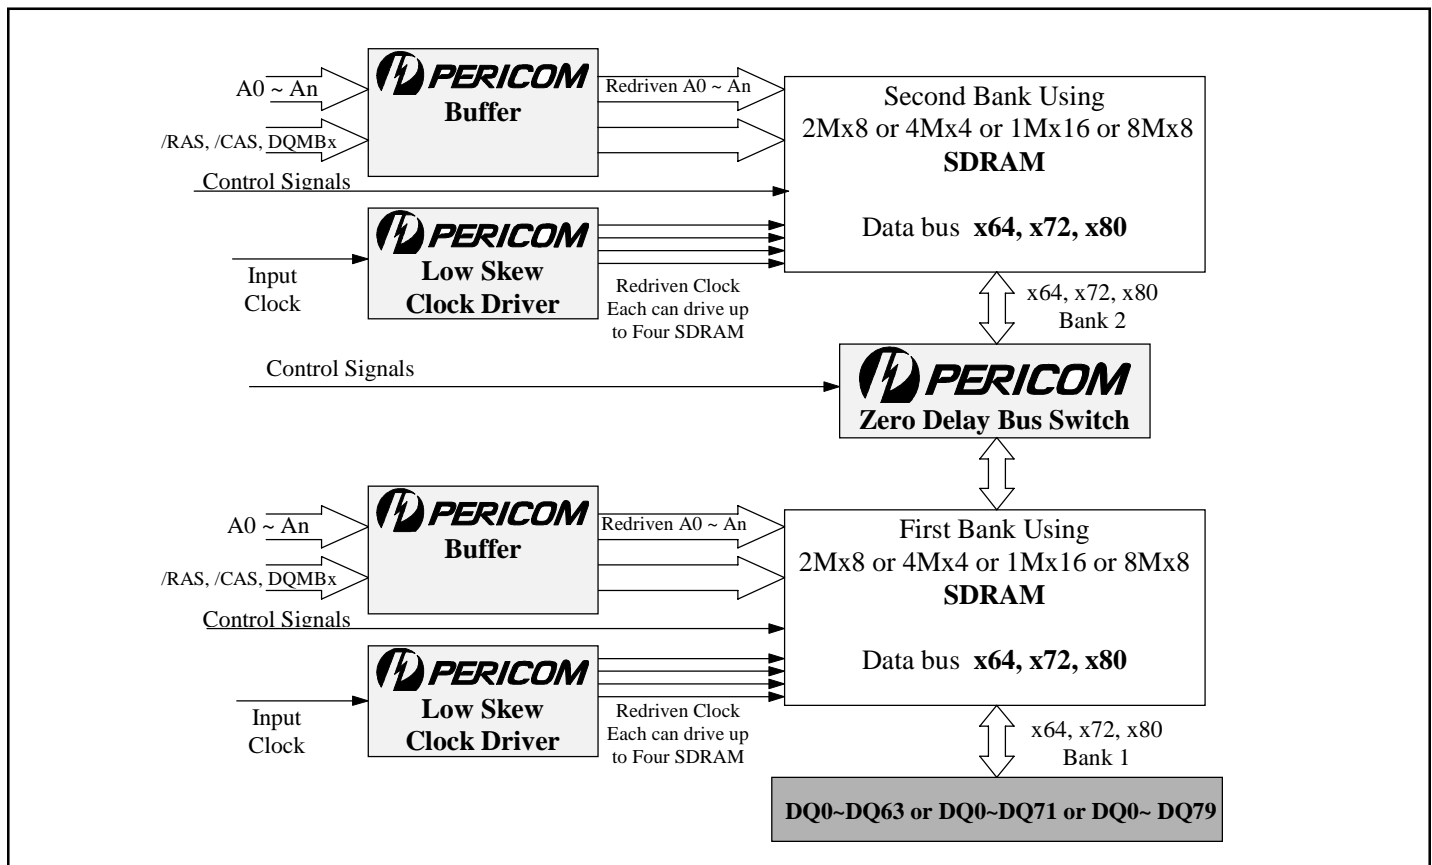 PERICOM
Buffer
A0 ~ An
/RAS, /CAS, DQMBx
Redriven A0 ~ An
Control Signals
Second Bank Using
2Mx8 or 4Mx4 or 1Mx16 or 8Mx8
SDRAM
Data bus x64, x72, x80
PERICOM
Low Skew
Clock Driver
Input
Clock
Redriven Clock
Each can drive up
to Four SDRAM
x64, x72, x80
Bank 2
Control Signals
PERICOM
Zero Delay Bus Switch
PERICOM
Buffer
A0 ~ An
/RAS, /CAS, DQMBx
Redriven A0 ~ An
Control Signals
First Bank Using
2Mx8 or 4Mx4 or 1Mx16 or 8Mx8
SDRAM
Data bus x64, x72, x80
PERICOM
Low Skew
Clock Driver
Input
Clock
Redriven Clock
Each can drive up
to Four SDRAM
x64, x72, x80
Bank 1
DQ0~DQ63 or DQ0~DQ71 or DQ0~ DQ79